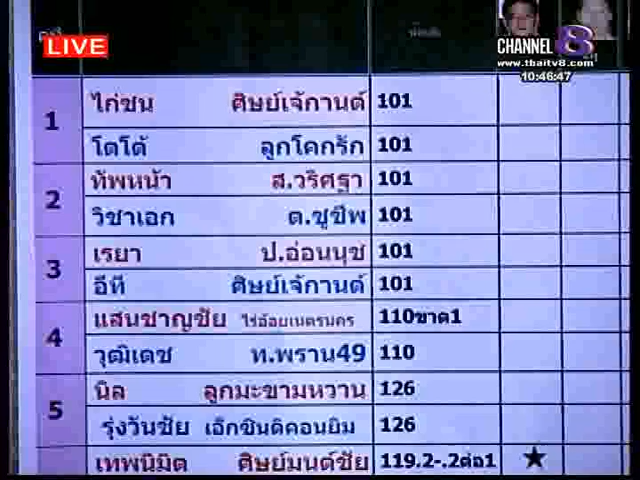 LIVE
CHANNEL 8
www.thaitv8.com
10:46:47
1 ไก่ชน ศิษย์เจ้กานต์ 101
โตโต้ ลูกโคกรัก 101
2 ทัพหน้า ส.วริศฐา 101
วิชาเอก ต.ชูชีพ 101
3 เรยา ป.อ่อนนุช 101
อีที ศิษย์เจ้กานต์ 101
4 แสนชาญชัย ไร่อ้อยเนตรนคร 110ขาด1
วุฒิเดช ท.พราน49 110
5 นิล ลูกมะขามหวาน 126
รุ่งวันชัย เอ็กซินดิคอนยิม 126
เทพนิมิต ศิษย์มนต์ชัย 119.2-.2ต่อ1 ★